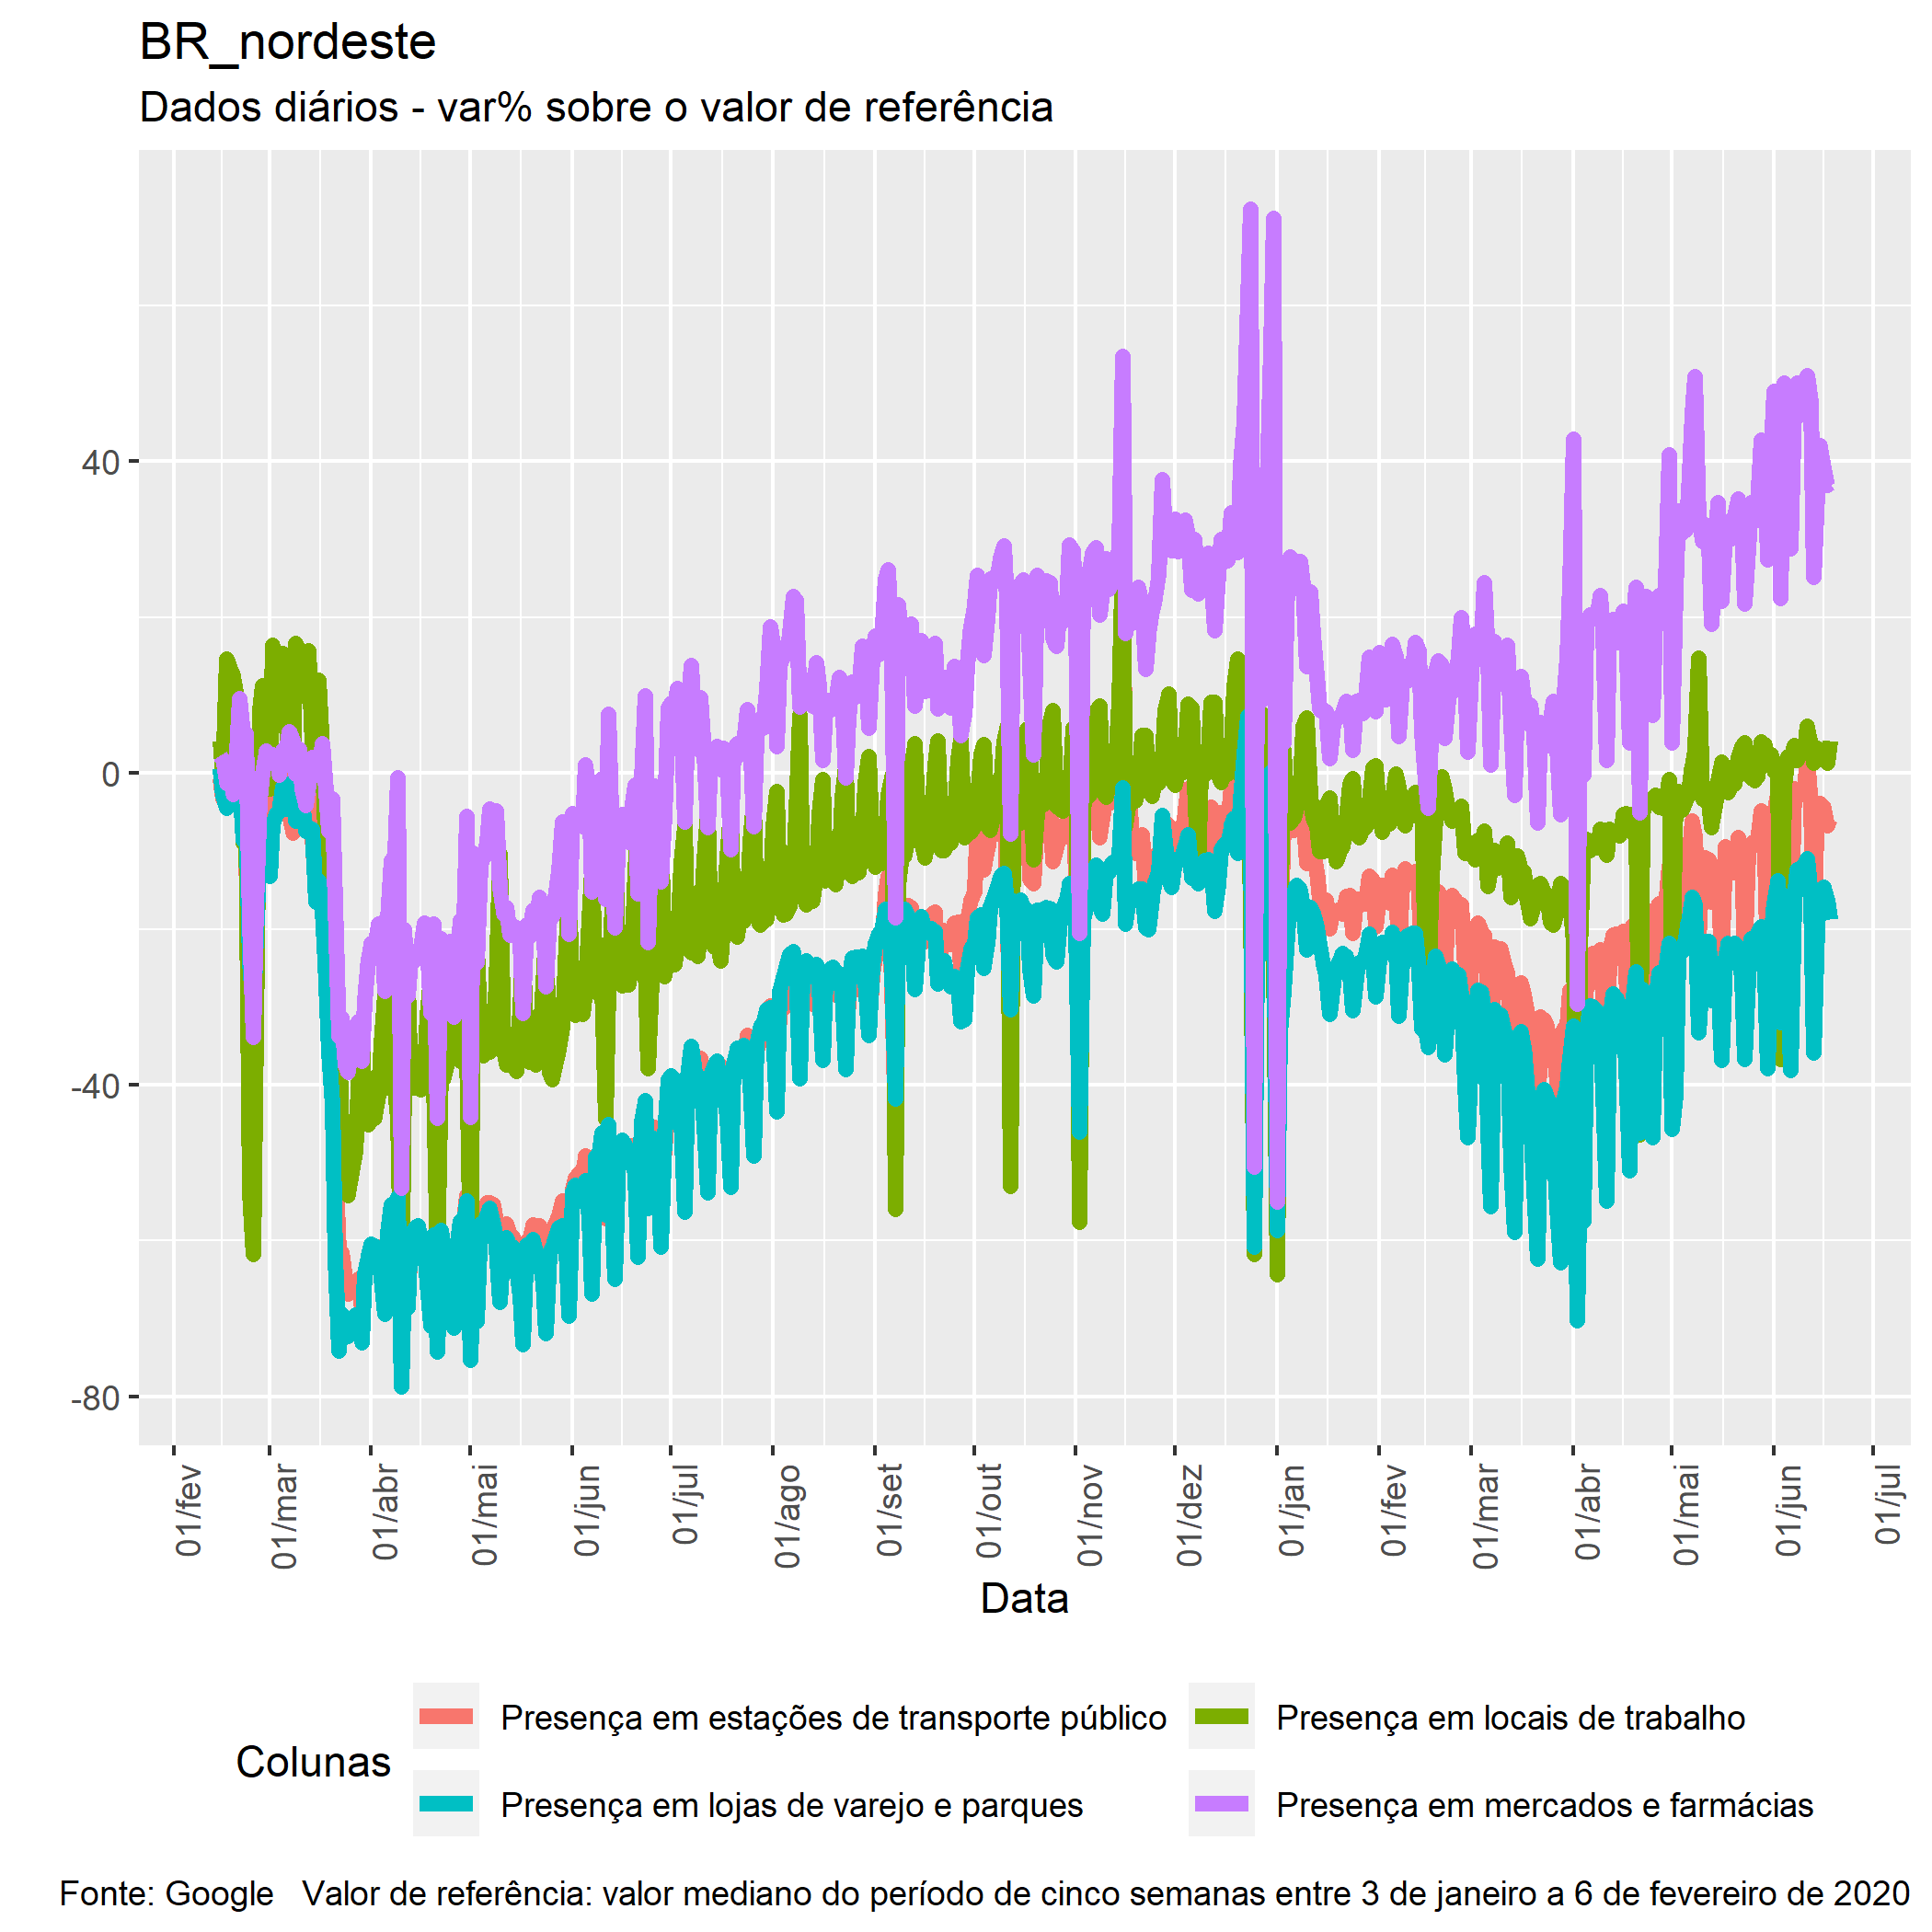 BR_nordeste
Dados diários - var% sobre o valor de referência
40
0
-40
-80
01/fev
01/mar
01/abr
01/mai
01/jun
01/jul
01/ago
01/set
01/out
01/nov
01/dez
01/jan
01/fev
01/mar
01/abr
01/mai
01/jun
01/jul
Data
Colunas
Presença em estações de transporte público
Presença em locais de trabalho
Presença em lojas de varejo e parques
Presença em mercados e farmácias
Fonte: Google   Valor de referência: valor mediano do período de cinco semanas entre 3 de janeiro a 6 de fevereiro de 2020